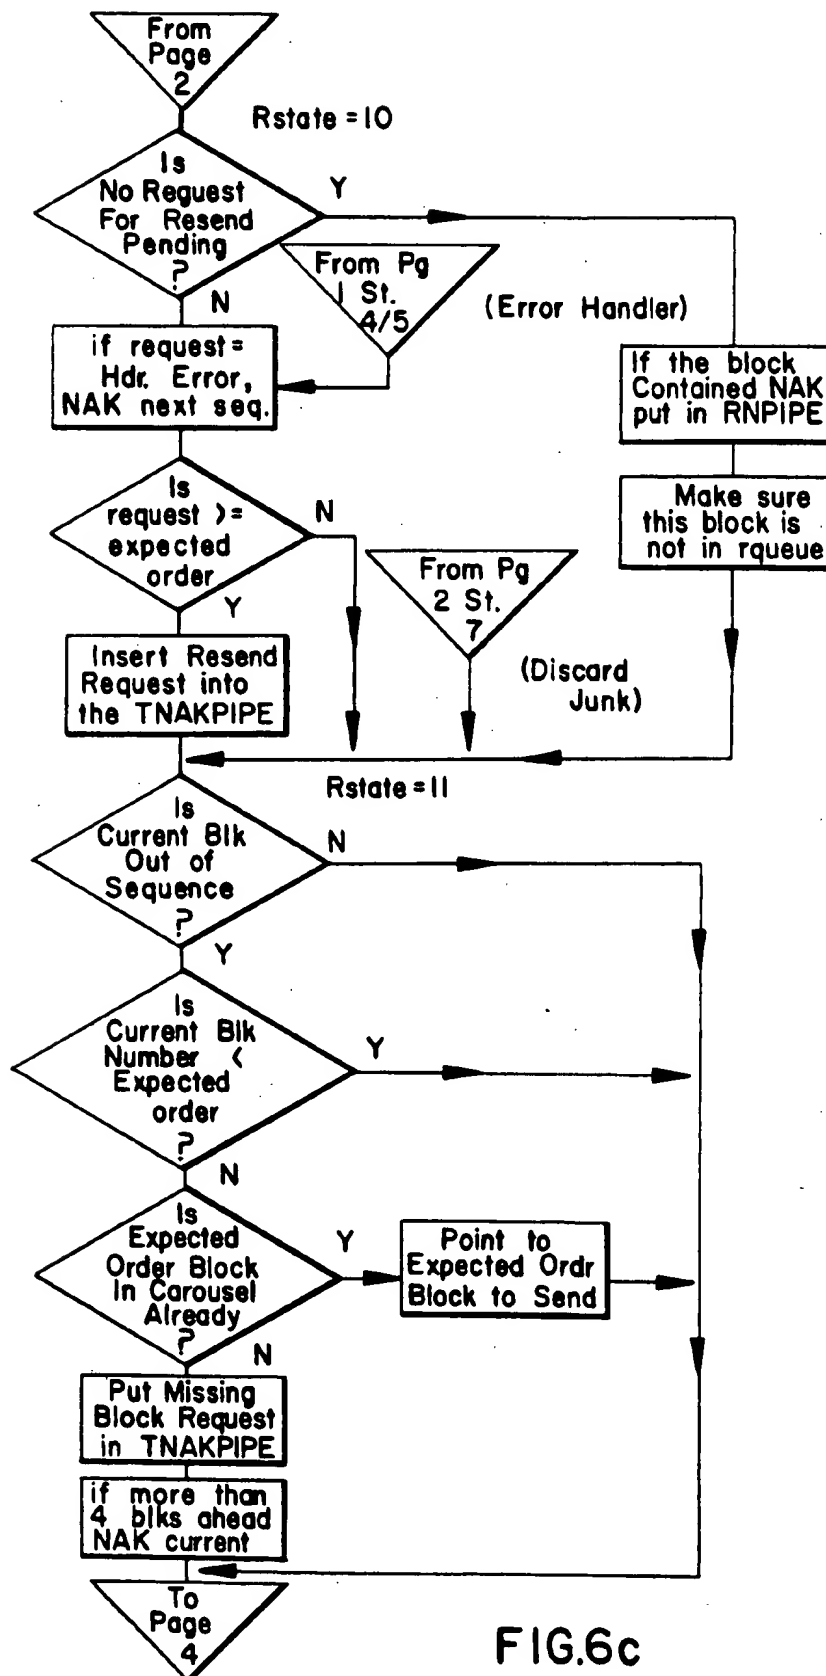 From
Page
2
Rstate = 10
Is
No Request
For Resend
Pending
?
Y
N
From Pg
1 St.
4/5
(Error Handler)
if request =
Hdr. Error,
NAK next seq.
If the block
Contained NAK
put in RNPIPE
Is
request >=
expected
order
N
Y
Make sure
this block is
not in rqueue
From Pg
2 St.
7
(Discard
Junk)
Insert Resend
Request into
the TNAKPIPE
Rstate = 11
Is
Current Blk
Out of
Sequence
?
N
Y
Is
Current Blk
Number <
Expected
order
?
Y
N
Is
Expected
Order Block
In Carousel
Already
?
Y
N
Point to
Expected Ordr
Block to Send
Put Missing
Block Request
in TNAKPIPE
if more than
4 blks ahead
NAK current
To
Page
4
FIG.6c